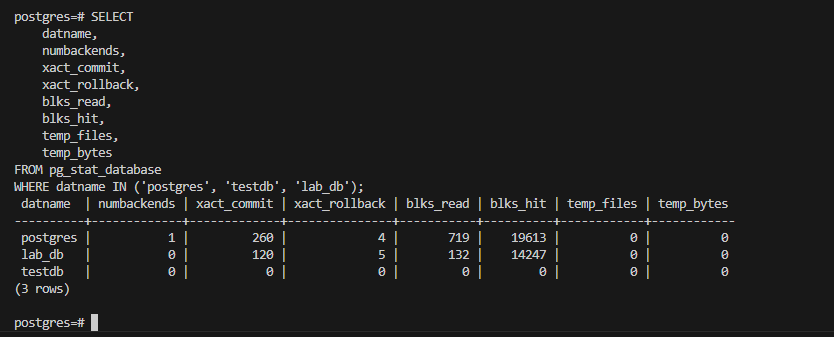 postgres=# SELECT
    datname,
    numbackends,
    xact_commit,
    xact_rollback,
    blks_read,
    blks_hit,
    temp_files,
    temp_bytes
FROM pg_stat_database
WHERE datname IN ('postgres', 'testdb', 'lab_db');
 datname  | numbackends | xact_commit | xact_rollback | blks_read | blks_hit | temp_files | temp_bytes
----------+-------------+-------------+---------------+-----------+----------+------------+------------
 postgres |           1 |         260 |             4 |       719 |    19613 |          0 |          0
 lab_db   |           0 |         120 |             5 |       132 |    14247 |          0 |          0
 testdb   |           0 |           0 |             0 |         0 |        0 |          0 |          0
(3 rows)

postgres=#